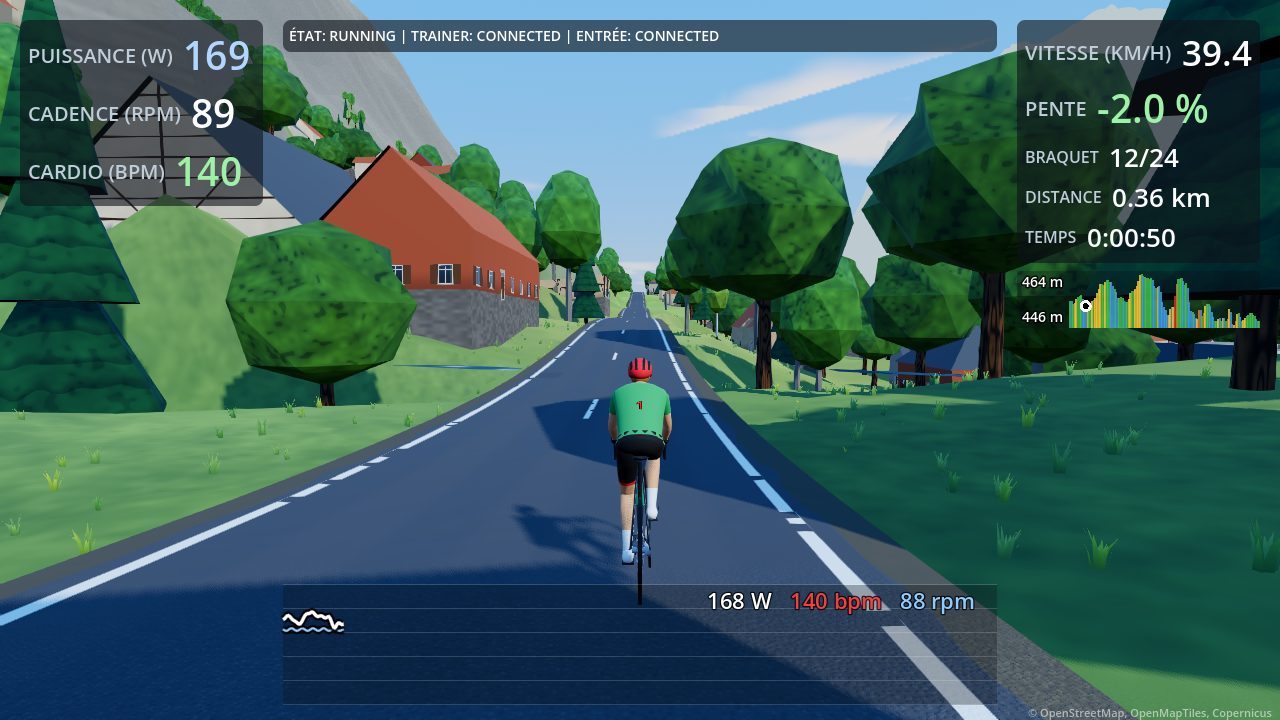 PUISSANCE (W) 169
CADENCE (RPM) 89
CARDIO (BPM) 140
ÉTAT: RUNNING | TRAINER: CONNECTED | ENTRÉE: CONNECTED
VITESSE (KM/H) 39.4
PENTE -2.0 %
BRAQUET 12/24
DISTANCE 0.36 km
TEMPS 0:00:50
464 m
446 m
1
168 W 140 bpm 88 rpm
© OpenStreetMap, OpenMapTiles, Copernicus